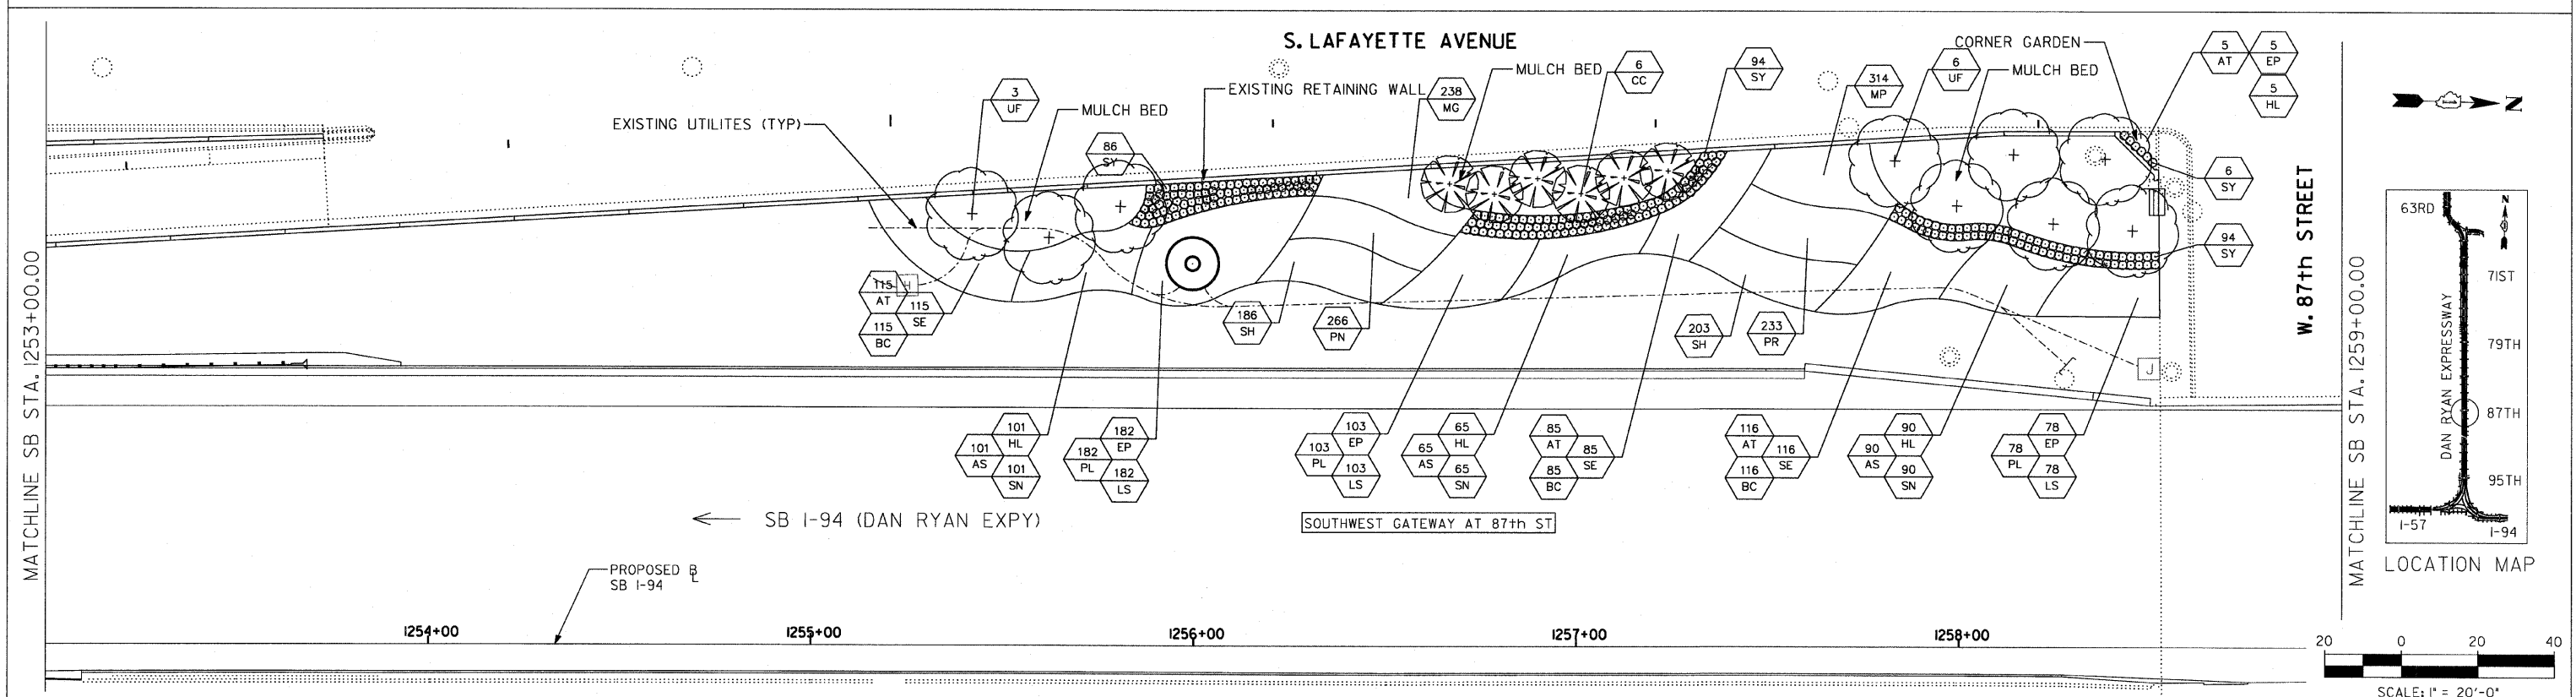 S. LAFAYETTE AVENUE
CORNER GARDEN
5
AT
5
EP
5
HL
MULCH BED
6
CC
94
SY
314
MP
6
UF
MULCH BED
N
EXISTING RETAINING WALL
238
MG
3
UF
MULCH BED
EXISTING UTILITES (TYP)
86
SY
6
SY
94
SY
W. 87th STREET
MATCHLINE SB STA. 1253+00.00
MATCHLINE SB STA. 1259+00.00
115
AT
H
115
SE
115
BC
186
SH
266
PN
203
SH
233
PR
J
101
HL
101
AS
101
SN
182
EP
182
PL
182
LS
103
EP
103
PL
103
LS
65
HL
65
AS
65
SN
85
AT
85
SE
85
BC
116
AT
116
SE
116
BC
90
HL
90
AS
90
SN
78
EP
78
PL
78
LS
SB I-94 (DAN RYAN EXPY)
SOUTHWEST GATEWAY AT 87th ST
PROPOSED BL
SB I-94
1254+00
1255+00
1256+00
1257+00
1258+00
63RD
N
71ST
79TH
DAN RYAN EXPRESSWAY
87TH
95TH
I-57
I-94
LOCATION MAP
20
0
20
40
SCALE: 1" = 20'-0"